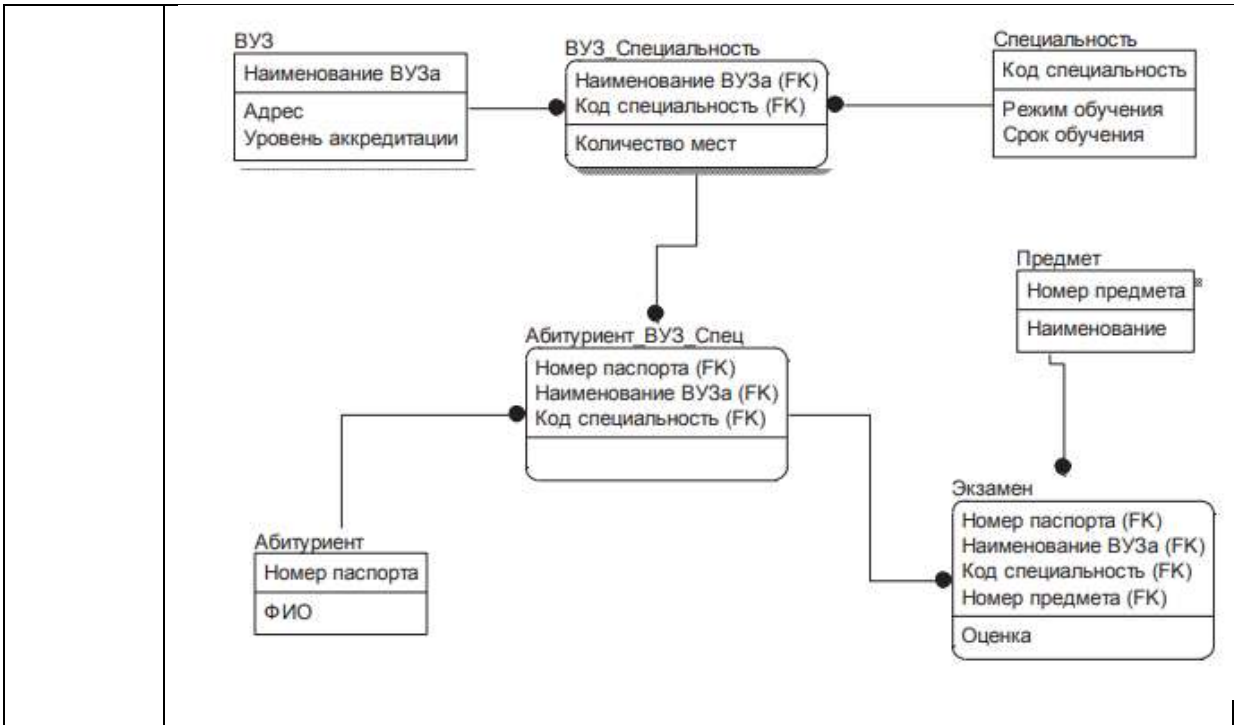 ВУЗ
Наименование ВУЗа
Адрес
Уровень аккредитации
ВУЗ_Специальность
Наименование ВУЗа (FK)
Код специальность (FK)
Количество мест
Специальность
Код специальность
Режим обучения
Срок обучения
Предмет
Номер предмета
Наименование
Абитуриент_ВУЗ_Спец
Номер паспорта (FK)
Наименование ВУЗа (FK)
Код специальность (FK)
Абитуриент
Номер паспорта
ФИО
Экзамен
Номер паспорта (FK)
Наименование ВУЗа (FK)
Код специальность (FK)
Номер предмета (FK)
Оценка